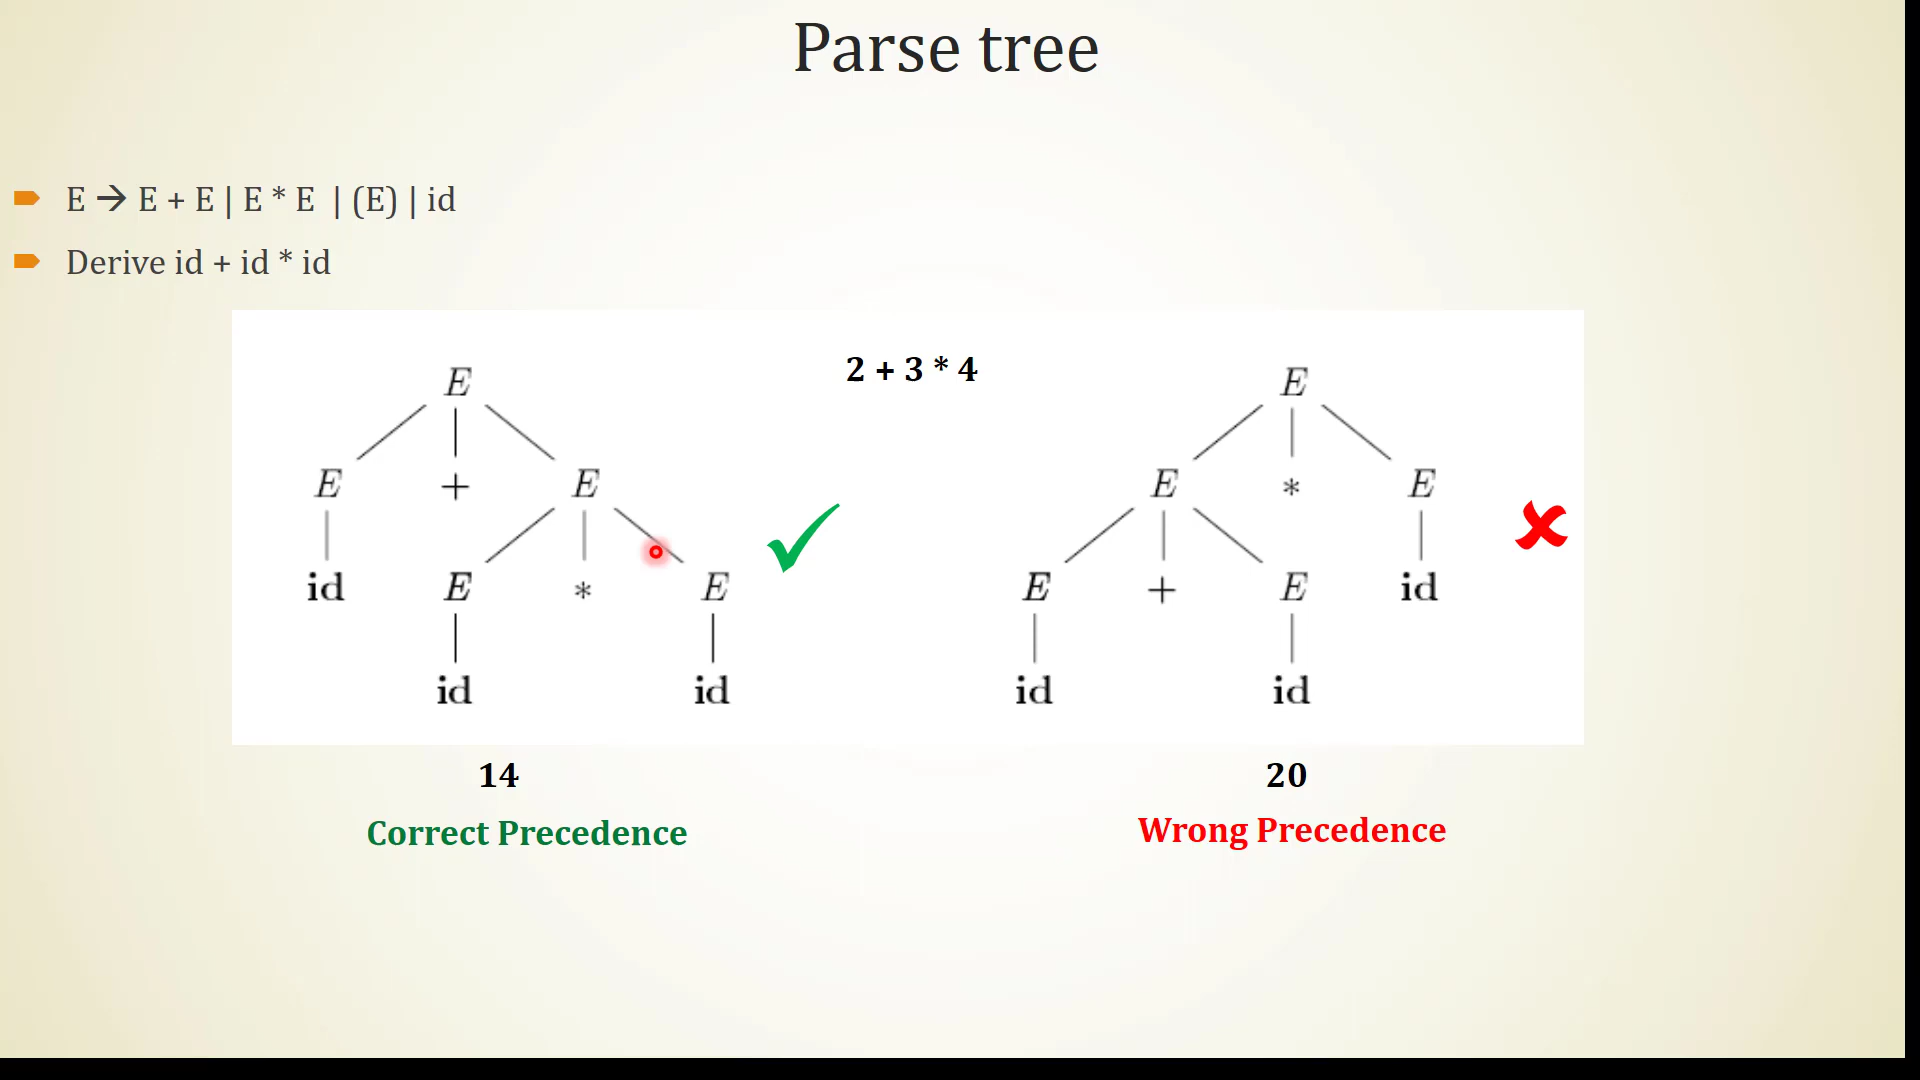 Parse tree
E → E + E | E * E | (E) | id
Derive id + id * id
2 + 3 * 4
E E
E + E E * E
id E * E E + E id
id id id id
14 20
Correct Precedence Wrong Precedence